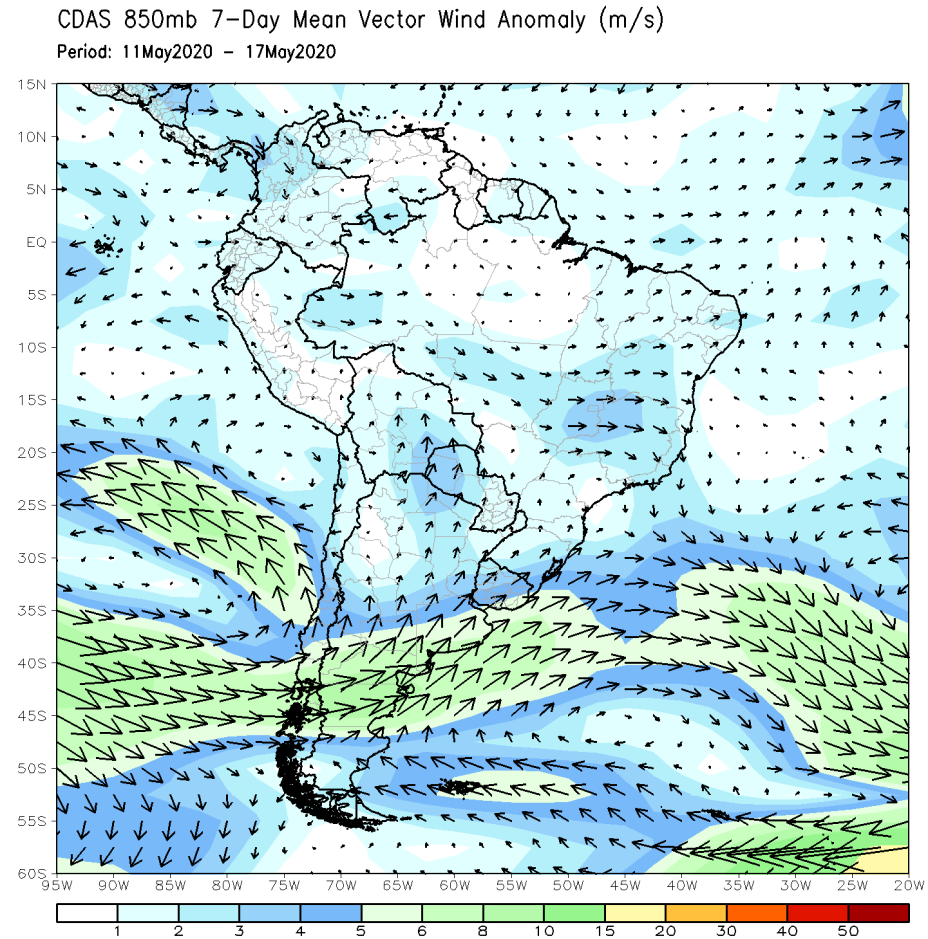 CDAS 850mb 7-Day Mean Vector Wind Anomaly (m/s)
Period: 11May2020 - 17May2020
15N
10N
5N
EQ
5S
10S
15S
20S
25S
30S
35S
40S
45S
50S
55S
60S
95W 90W 85W 80W 75W 70W 65W 60W 55W 50W 45W 40W 35W 30W 25W 20W
1 2 3 4 5 6 8 10 15 20 30 40 50